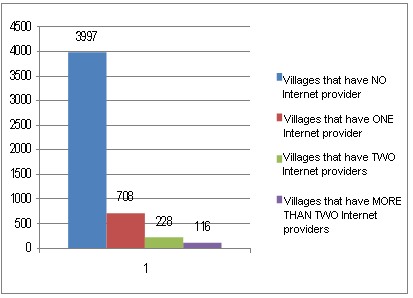 4500
4000
3500
3000
2500
2000
1500
1000
500
0
3997
708
228
116
1
Villages that have NO
Internet provider
Villages that have ONE
Internet provider
Villages that have TWO
Internet providers
Villages that have MORE
THAN TWO Internet
providers